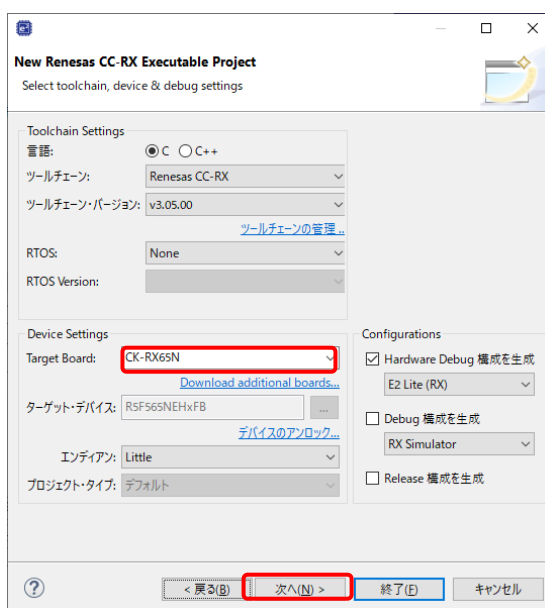 New Renesas CC-RX Executable Project
Select toolchain, device & debug settings
Toolchain Settings
言語: C C++
ツールチェーン: Renesas CC-RX
ツールチェーン・バージョン: v3.05.00
ツールチェーンの管理...
RTOS: None
RTOS Version:
Device Settings
Target Board: CK-RX65N
Download additional boards...
ターゲット・デバイス: R5F565NEHxFB ...
デバイスのアンロック...
エンディアン: Little
プロジェクト・タイプ: デフォルト
Configurations
Hardware Debug 構成を生成
E2 Lite (RX)
Debug 構成を生成
RX Simulator
Release 構成を生成
? < 戻る(B) 次へ(N) > 終了(F) キャンセル